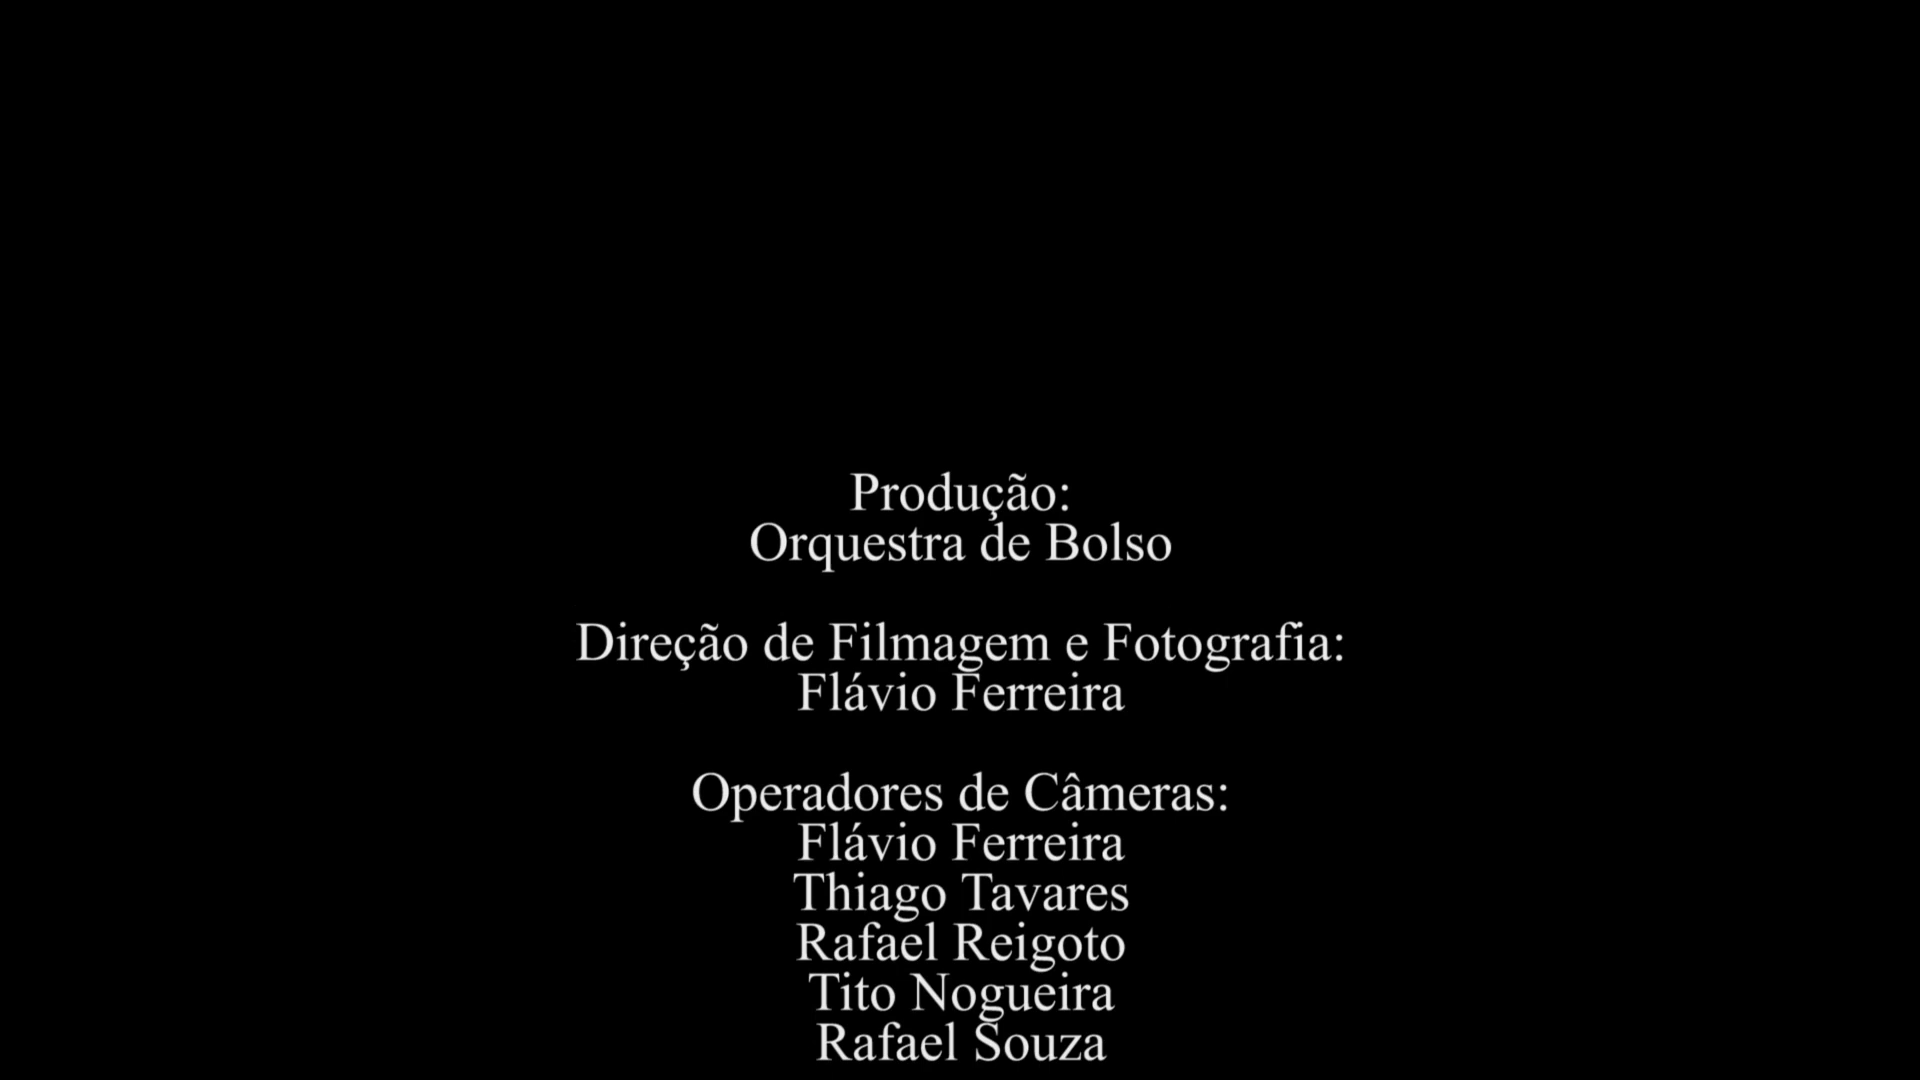 Produção:
Orquestra de Bolso
Direção de Filmagem e Fotografia:
Flávio Ferreira
Operadores de Câmeras:
Flávio Ferreira
Thiago Tavares
Rafael Reigoto
Tito Nogueira
Rafael Souza